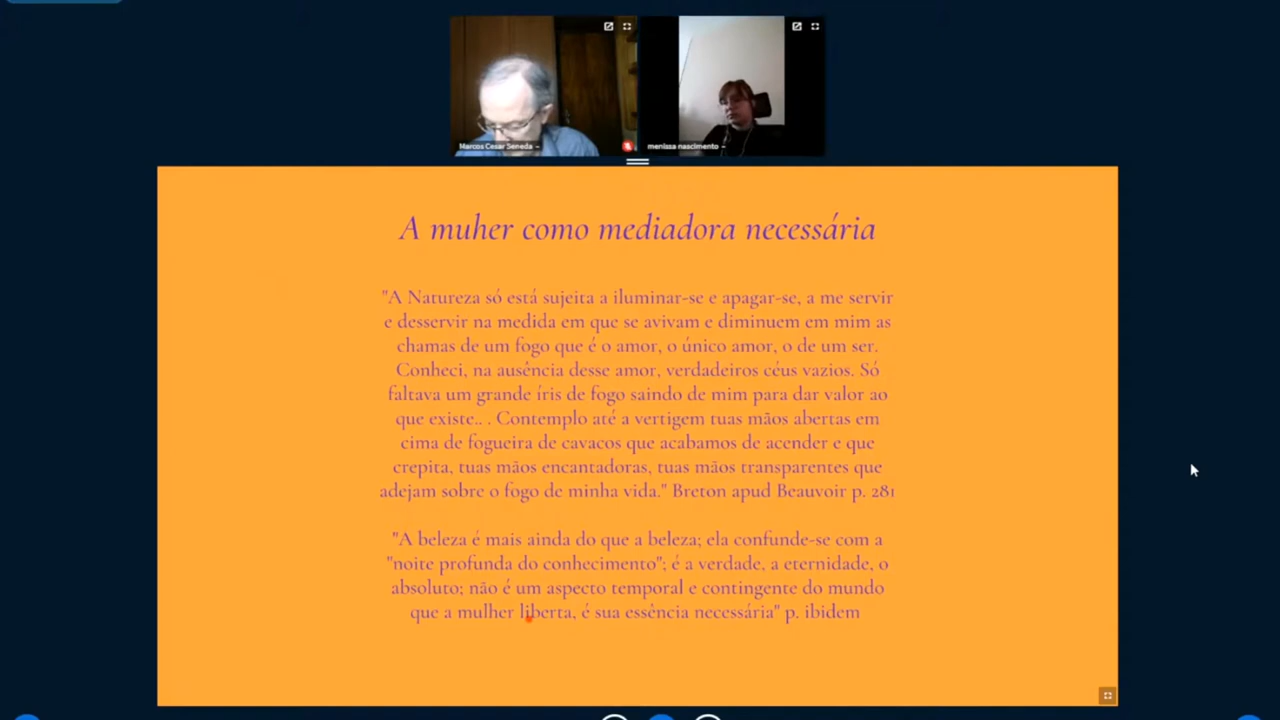 Marcos Cesar Seneda
menissa nascimento
A muher como mediadora necessária
"A Natureza só está sujeita a iluminar-se e apagar-se, a me servir
e desservir na medida em que se avivam e diminuem em mim as
chamas de um fogo que é o amor, o único amor, o de um ser.
Conheci, na ausência desse amor, verdadeiros céus vazios. Só
faltava um grande íris de fogo saindo de mim para dar valor ao
que existe.. . Contemplo até a vertigem tuas mãos abertas em
cima de fogueira de cavacos que acabamos de acender e que
crepita, tuas mãos encantadoras, tuas mãos transparentes que
adejam sobre o fogo de minha vida." Breton apud Beauvoir p. 281
"A beleza é mais ainda do que a beleza; ela confunde-se com a
"noite profunda do conhecimento"; é a verdade, a eternidade, o
absoluto; não é um aspecto temporal e contingente do mundo
que a mulher liberta, é sua essência necessária" p. ibidem